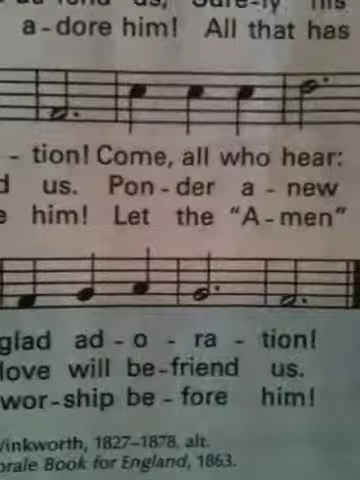 a-dore him! All that has
- tion! Come, all who hear:
us. Pon-der a-new
him! Let the "A-men"
glad ad-o-ra-tion!
love will be-friend us.
wor-ship be-fore him!
Winkworth, 1827–1878, alt.
Book for England, 1863.